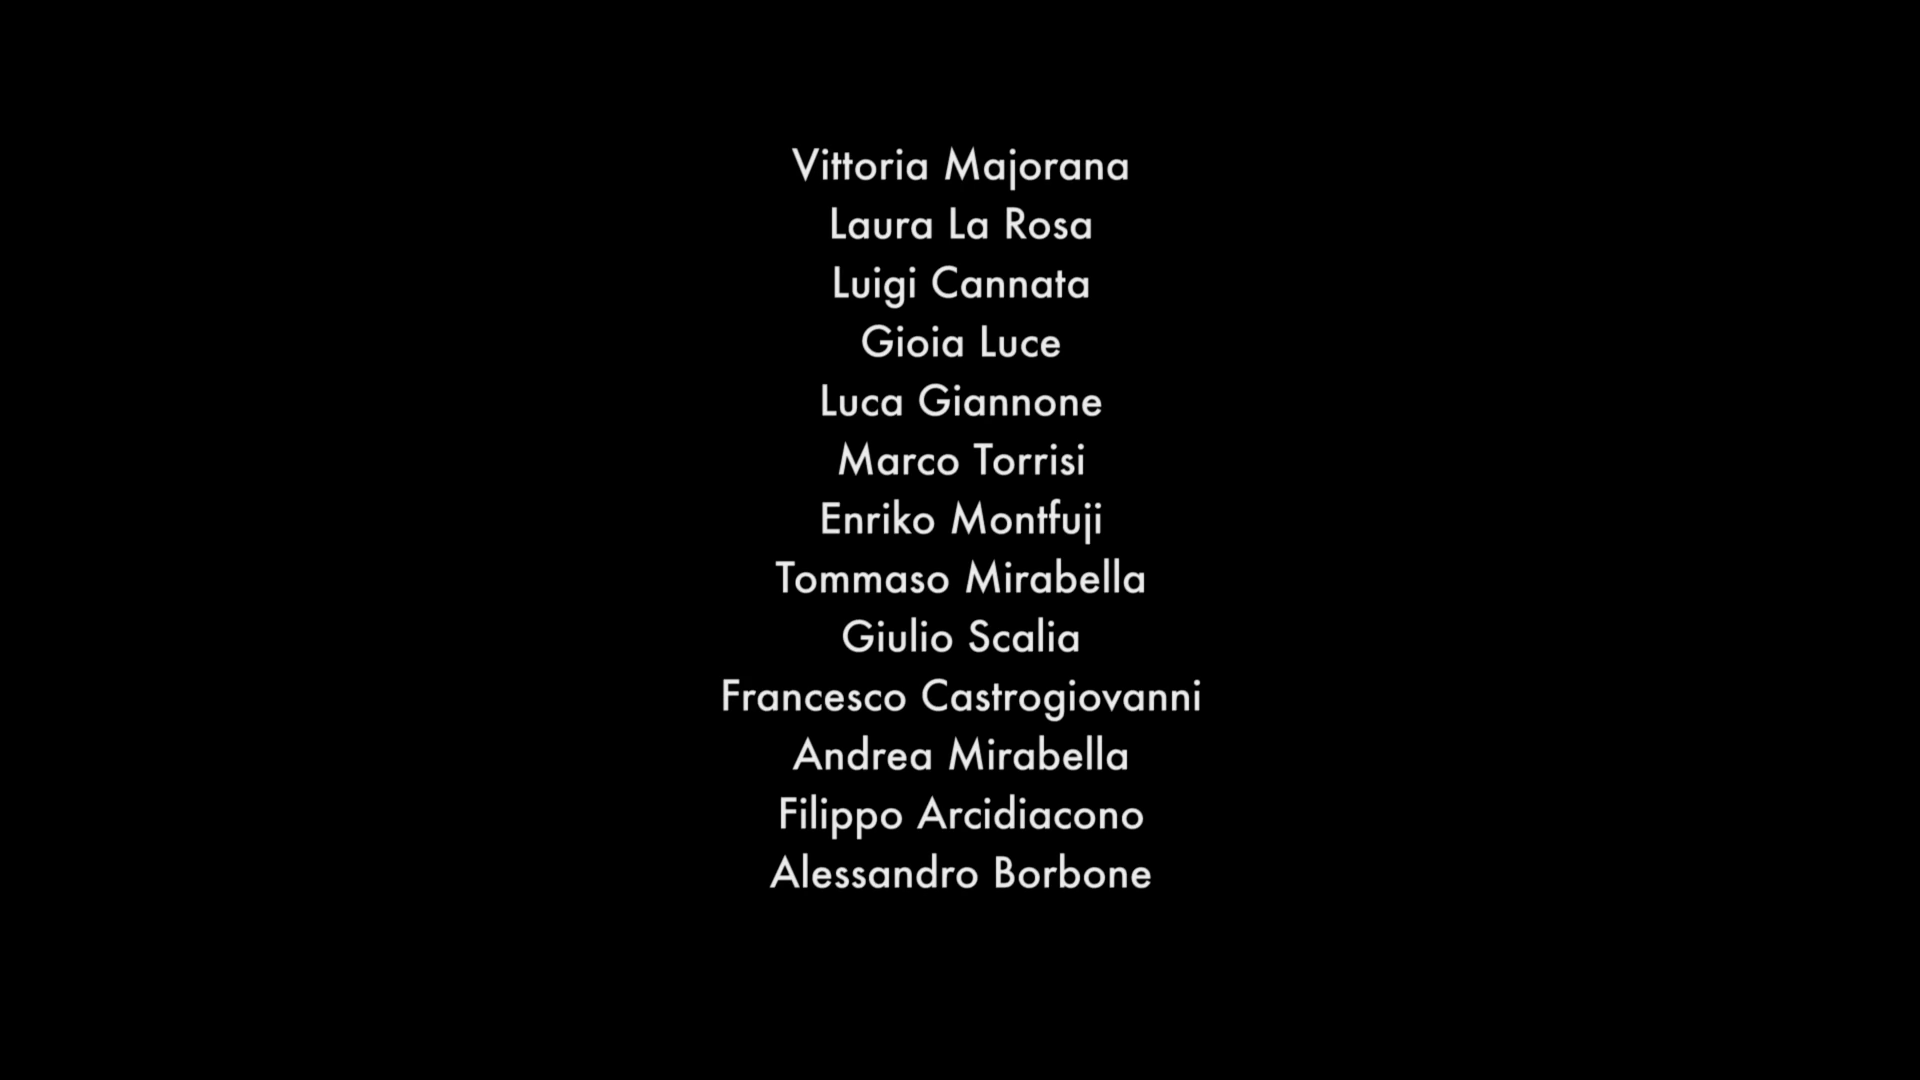 Vittoria Majorana
Laura La Rosa
Luigi Cannata
Gioia Luce
Luca Giannone
Marco Torrisi
Enriko Montfuji
Tommaso Mirabella
Giulio Scalia
Francesco Castrogiovanni
Andrea Mirabella
Filippo Arcidiacono
Alessandro Borbone